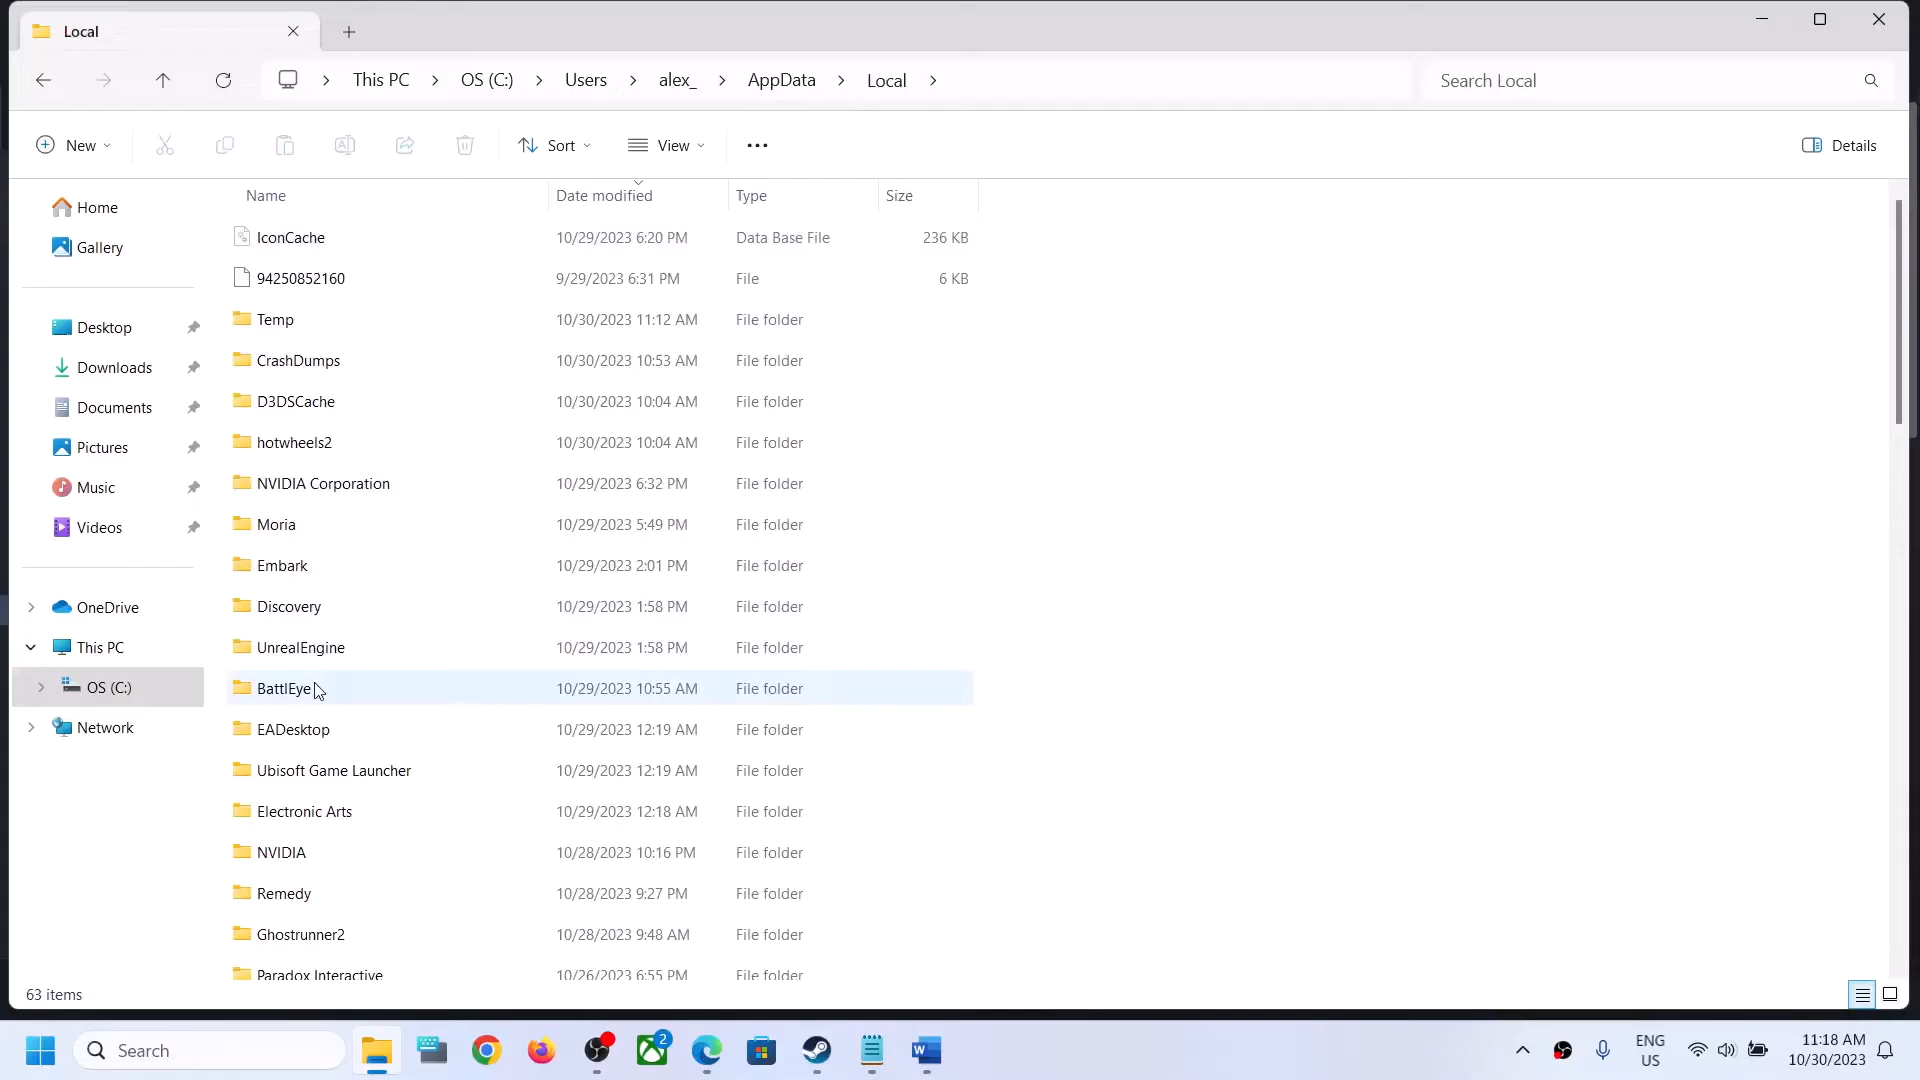 Local
This PC
OS (C:)
Users
alex_
AppData
Local
Search Local
New
Sort
View
Details
Name
Date modified
Type
Size
IconCache 10/29/2023 6:20 PM Data Base File 236 KB
94250852160 9/29/2023 6:31 PM File 6 KB
Temp 10/30/2023 11:12 AM File folder
CrashDumps 10/30/2023 10:53 AM File folder
D3DSCache 10/30/2023 10:04 AM File folder
hotwheels2 10/30/2023 10:04 AM File folder
NVIDIA Corporation 10/29/2023 6:32 PM File folder
Moria 10/29/2023 5:49 PM File folder
Embark 10/29/2023 2:01 PM File folder
Discovery 10/29/2023 1:58 PM File folder
UnrealEngine 10/29/2023 1:58 PM File folder
BattlEye 10/29/2023 10:55 AM File folder
EADesktop 10/29/2023 12:19 AM File folder
Ubisoft Game Launcher 10/29/2023 12:19 AM File folder
Electronic Arts 10/29/2023 12:18 AM File folder
NVIDIA 10/28/2023 10:16 PM File folder
Remedy 10/28/2023 9:27 PM File folder
Ghostrunner2 10/28/2023 9:48 AM File folder
Paradox Interactive 10/26/2023 6:55 PM File folder
Home
Gallery
Desktop
Downloads
Documents
Pictures
Music
Videos
OneDrive
This PC
OS (C:)
Network
63 items
Search
2
ENG
US
11:18 AM
10/30/2023